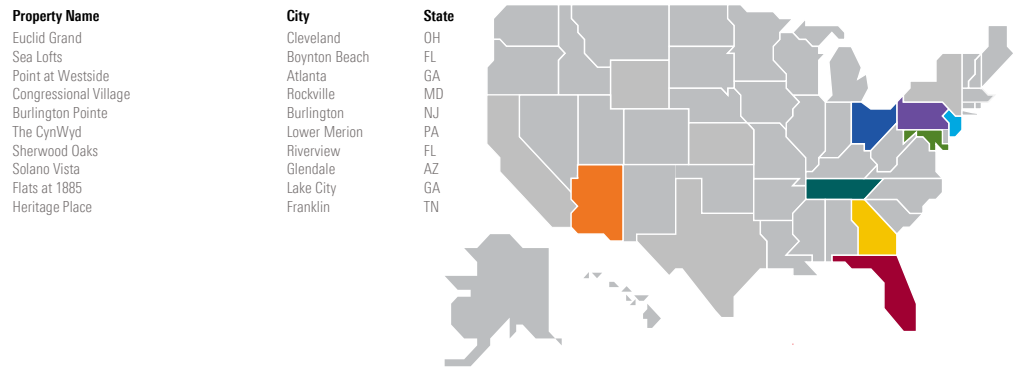 Property Name City State
Euclid Grand Cleveland OH
Sea Lofts Boynton Beach FL
Point at Westside Atlanta GA
Congressional Village Rockville MD
Burlington Pointe Burlington NJ
The CynWyd Lower Merion PA
Sherwood Oaks Riverview FL
Solano Vista Glendale AZ
Flats at 1885 Lake City GA
Heritage Place Franklin TN